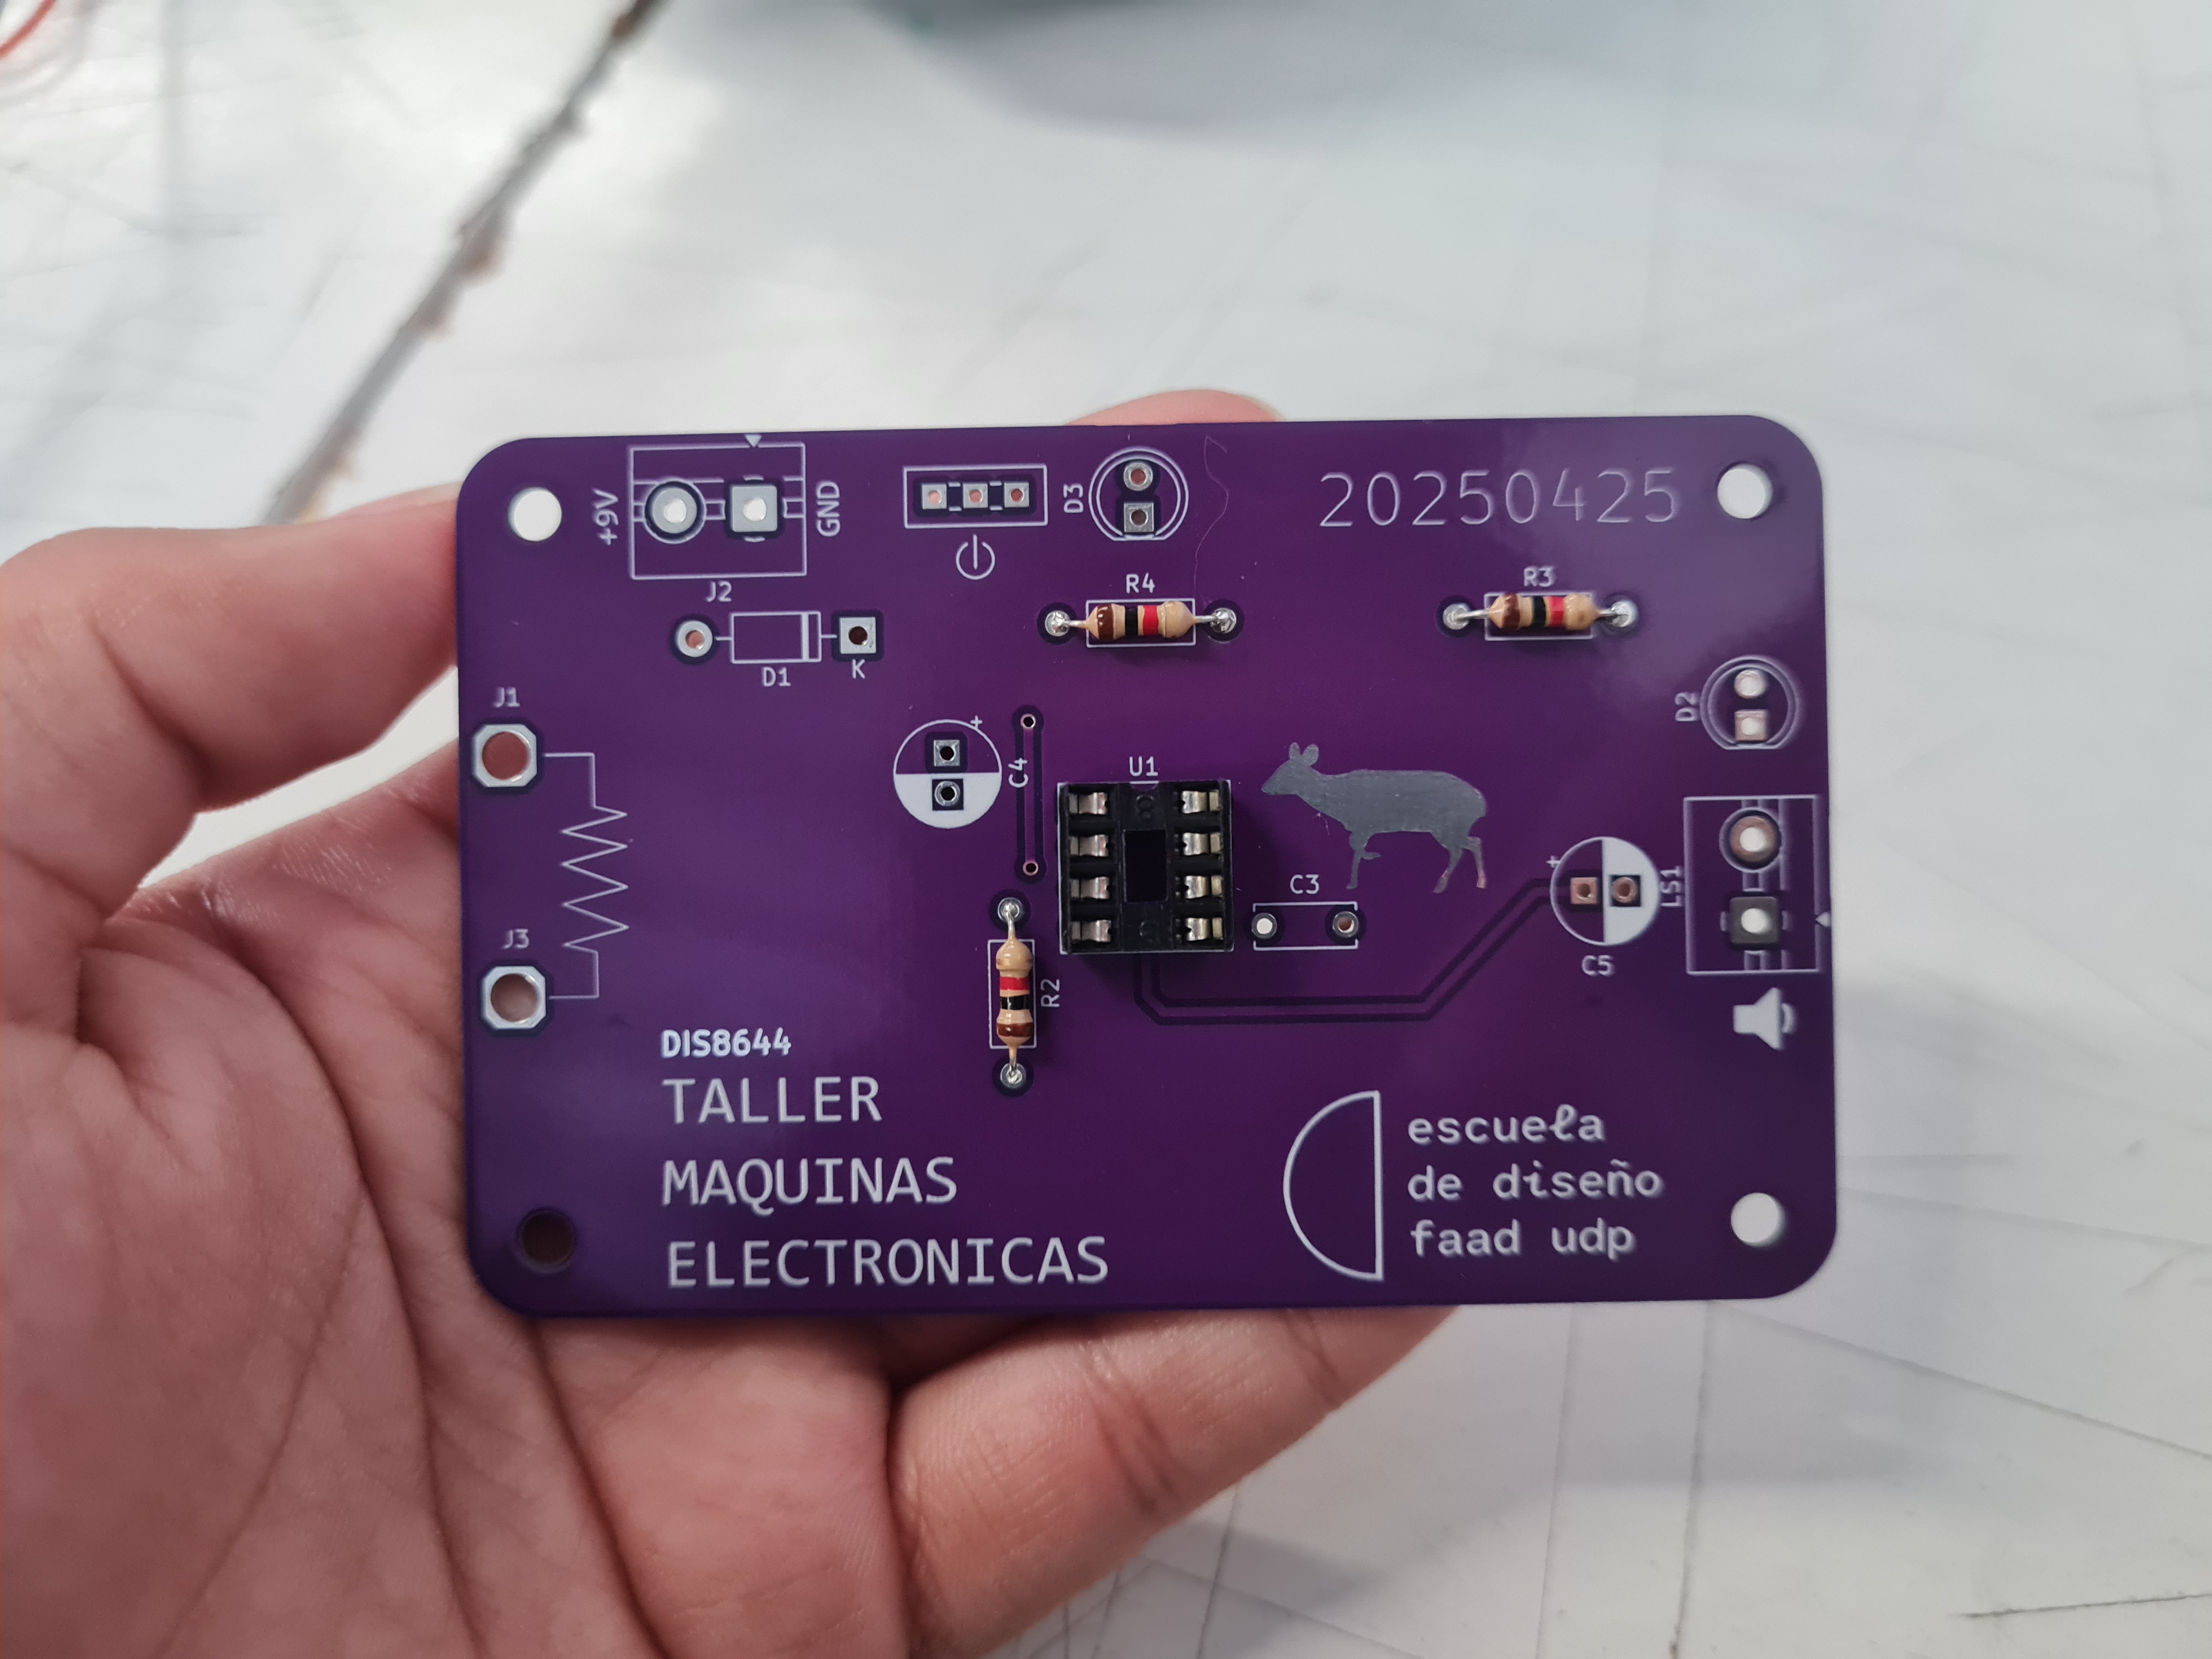 +9V
GND
J2
D3
20250425
R4
R3
D1
K
J1
D2
+
C4
U1
J3
R2
C3
+
LS1
C5
DIS8644
TALLER
MAQUINAS
ELECTRONICAS
escuela
de diseño
faad udp